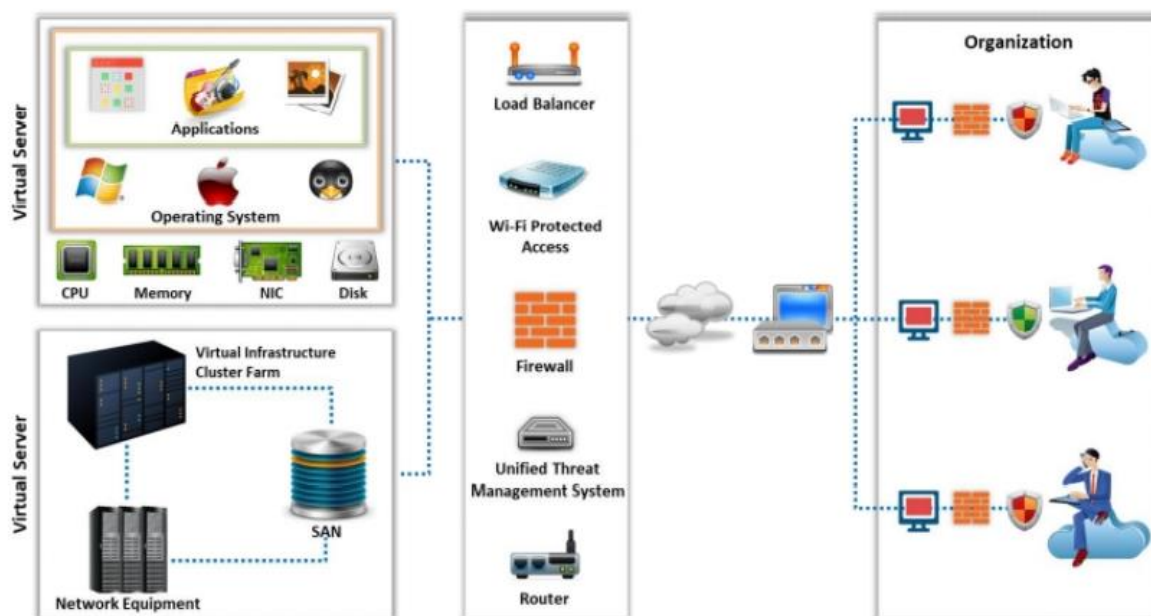 Virtual Server
Applications
Operating System
CPU
Memory
NIC
Disk
Virtual Server
Virtual Infrastructure
Cluster Farm
SAN
Network Equipment
Load Balancer
Wi-Fi Protected
Access
Firewall
Unified Threat
Management System
Router
Organization